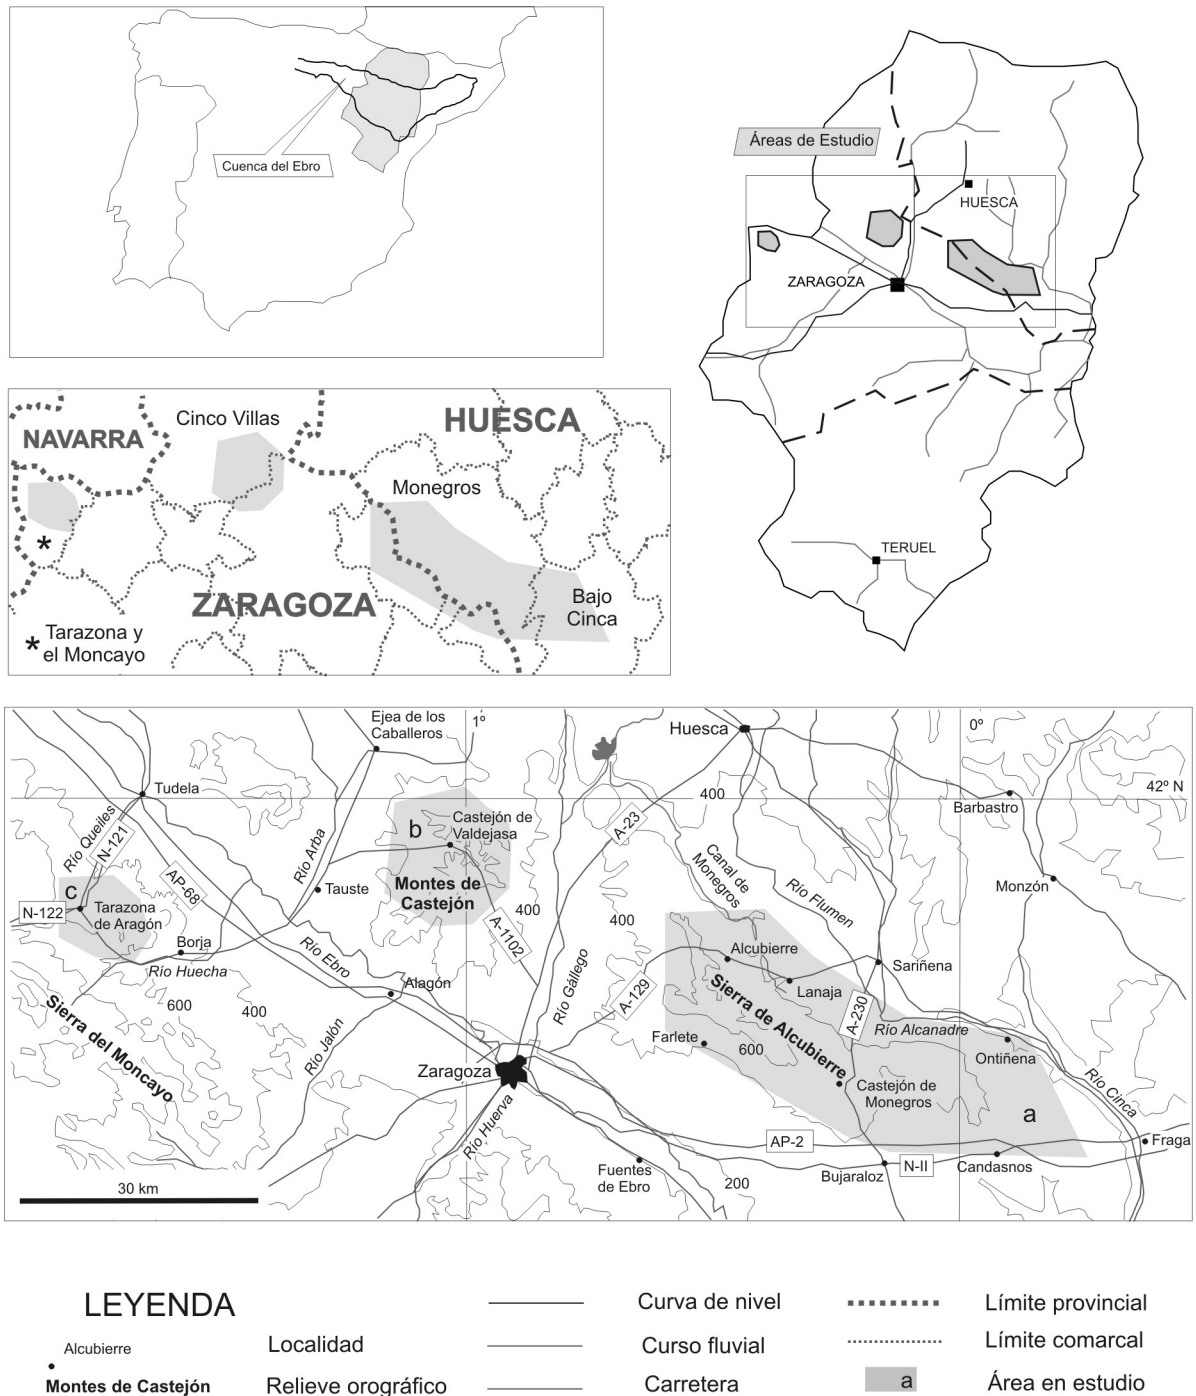 Cuenca del Ebro
Áreas de Estudio
HUESCA
ZARAGOZA
TERUEL
Cinco Villas
NAVARRA
HUESCA
Monegros
*
ZARAGOZA
Bajo
Cinca
* Tarazona y
el Moncayo
Ejea de los
Caballeros
1º
Huesca
0º
Tudela
400
42º N
Barbastro
Río Queiles
N-121
b
Castejón de
Valdejasa
A-23
Río Arba
AP-68
Canal de
Monegros
Río Flumen
Monzón
c
Tauste
Montes de
Castejón
N-122
Tarazona
de Aragón
400
400
A-1102
Borja
Río Ebro
Alcubierre
Sariñena
Río Huecha
Río Gállego
A-129
Lanaja
Alagón
Sierra de Alcubierre
A-230
600
400
Sierra del Moncayo
Río Jalón
Río Alcanadre
Farlete
600
Ontiñena
Zaragoza
Castejón de
Monegros
Río Cinca
Río Huerva
a
AP-2
Fraga
Fuentes
de Ebro
Bujaraloz
N-II
Candasnos
200
30 km
LEYENDA
Curva de nivel
Límite provincial
Alcubierre
Localidad
Curso fluvial
Límite comarcal
Montes de Castejón
Relieve orográfico
Carretera
a
Área en estudio